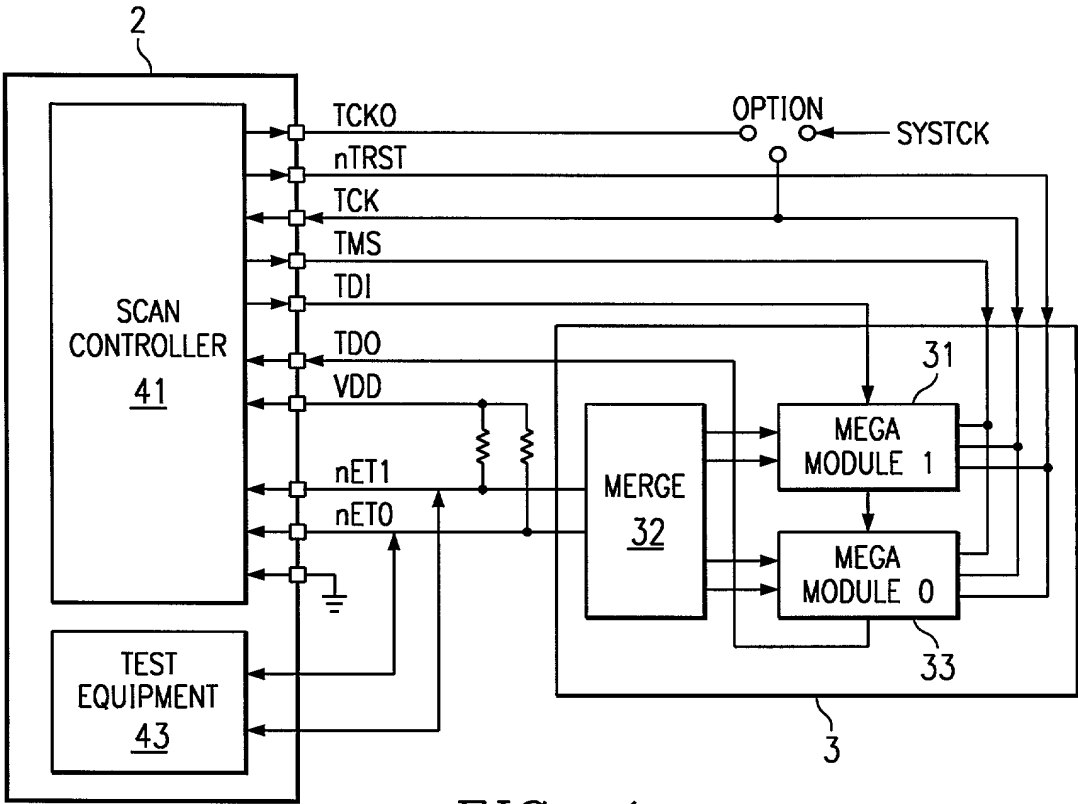 2
TCKO
OPTION
SYSTCK
nTRST
TCK
TMS
TDI
TDO
VDD
nET1
nET0
SCAN
CONTROLLER
41
31
MEGA
MODULE 1
MERGE
32
MEGA
MODULE 0
33
TEST
EQUIPMENT
43
3